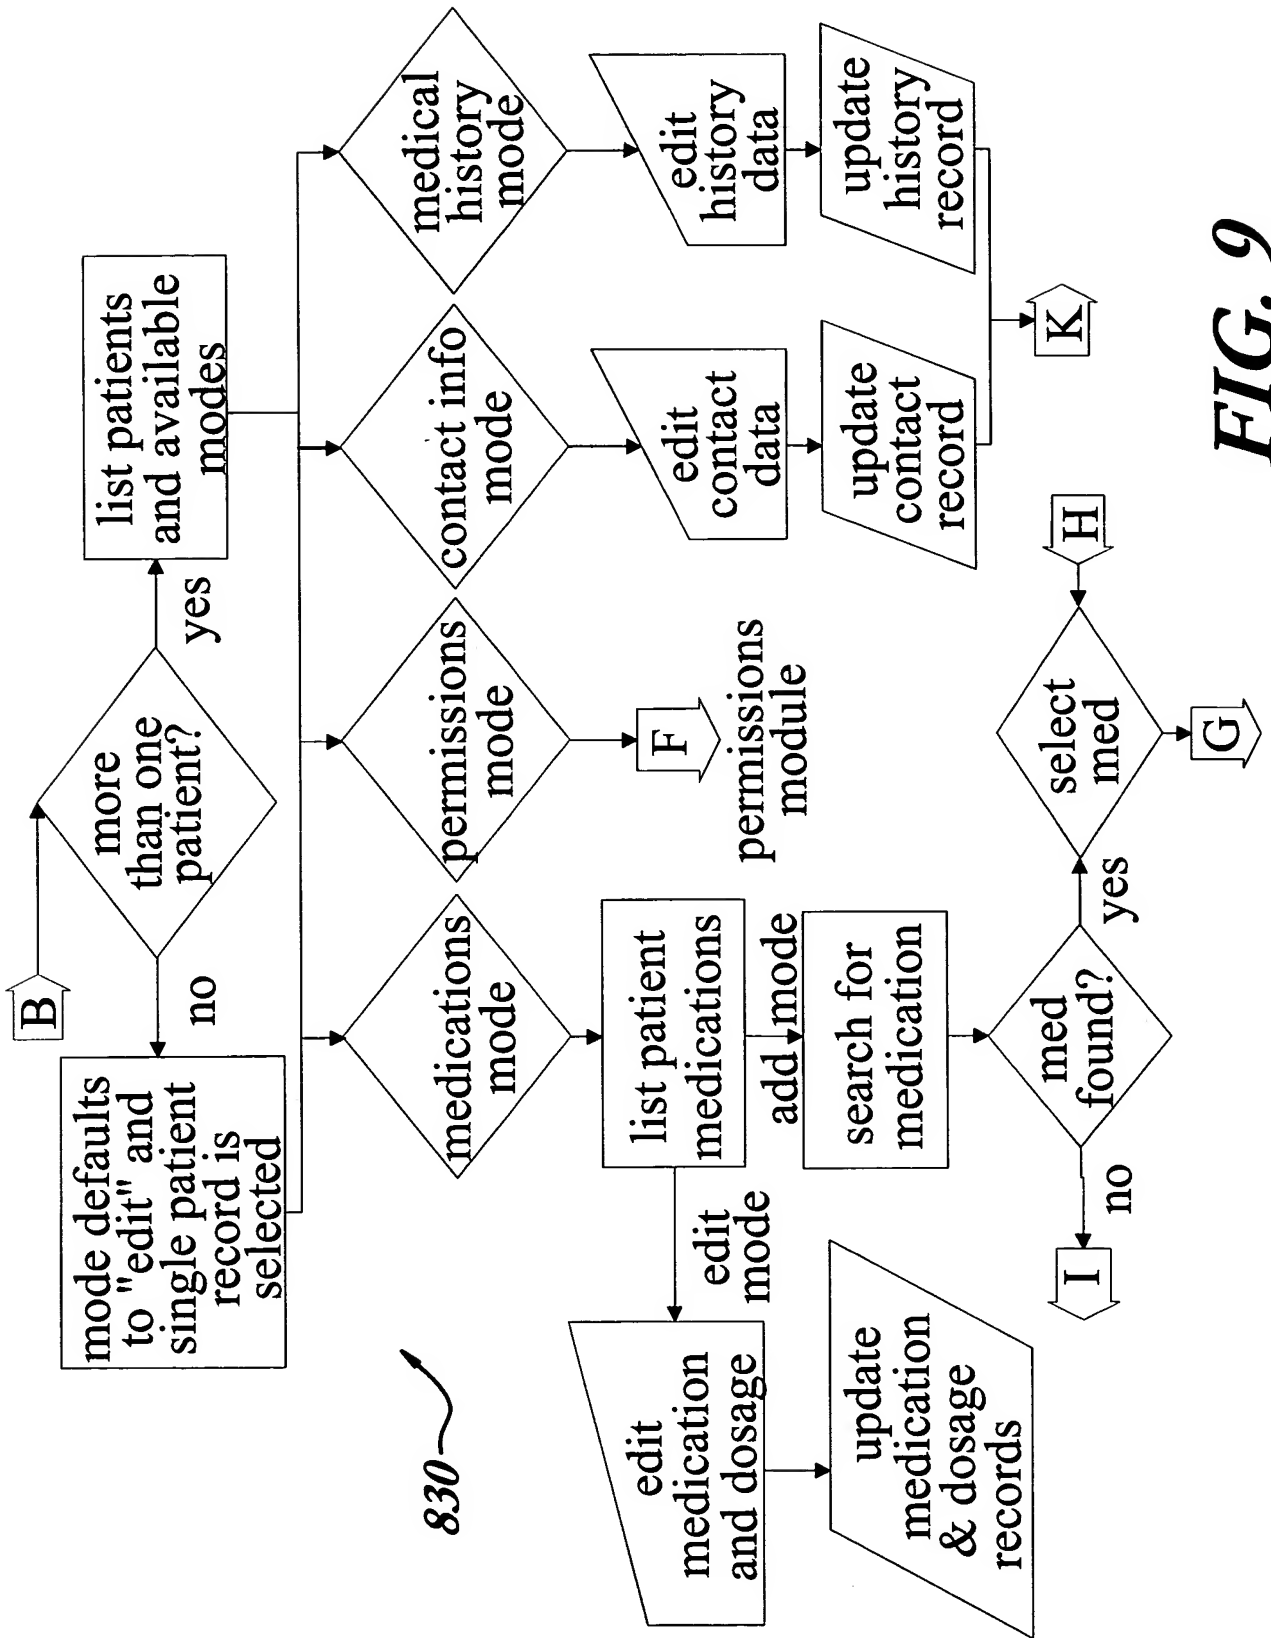 B
more
than one
patient?
no
yes
mode defaults
to "edit" and
single patient
record is
selected
list patients
and available
modes
830
medications
mode
permissions
mode
contact info
mode
medical
history
mode
list patient
medications
edit
mode
add mode
edit
medication
and dosage
update
medication
& dosage
records
search for
medication
med
found?
no
yes
I
select
med
H
G
F
permissions
module
edit
contact
data
update
contact
record
edit
history
data
update
history
record
K
FIG. 9